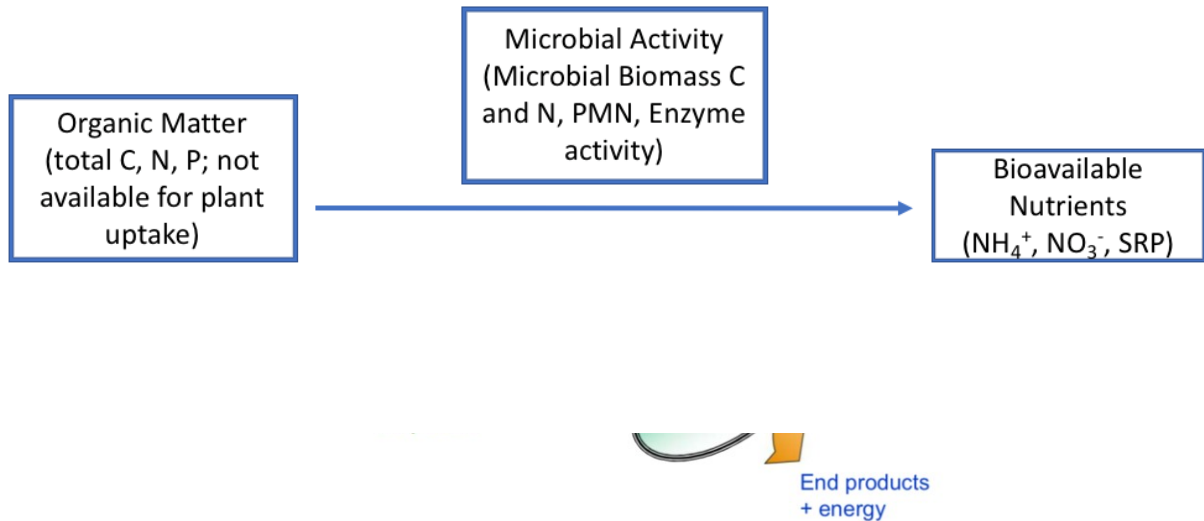 Organic Matter
(total C, N, P; not
available for plant
uptake)
Microbial Activity
(Microbial Biomass C
and N, PMN, Enzyme
activity)
Bioavailable
Nutrients
(NH₄⁺, NO₃⁻, SRP)
End products
+ energy